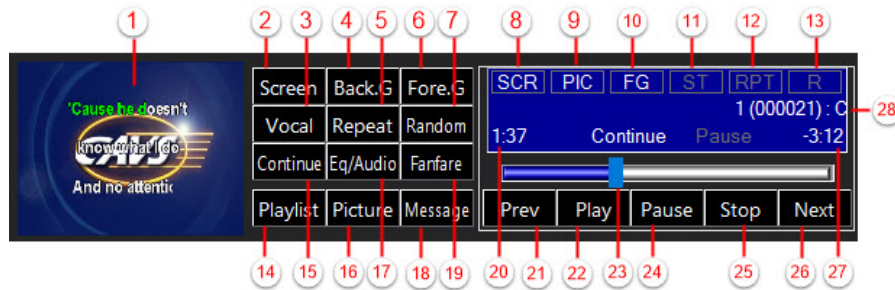 1 2 3 4 5 6 7 8 9 10 11 12 13
'Cause he doesn't
know what I do-
CAVS
And no attentic
Screen Back.G Fore.G
Vocal Repeat Random
Continue Eq/Audio Fanfare
Playlist Picture Message
SCR PIC FG ST RPT R
1 (000021) : C
28
1:37 Continue Pause -3:12
Prev Play Pause Stop Next
14 15 16 17 18 19 20 21 22 23 24 25 26 27